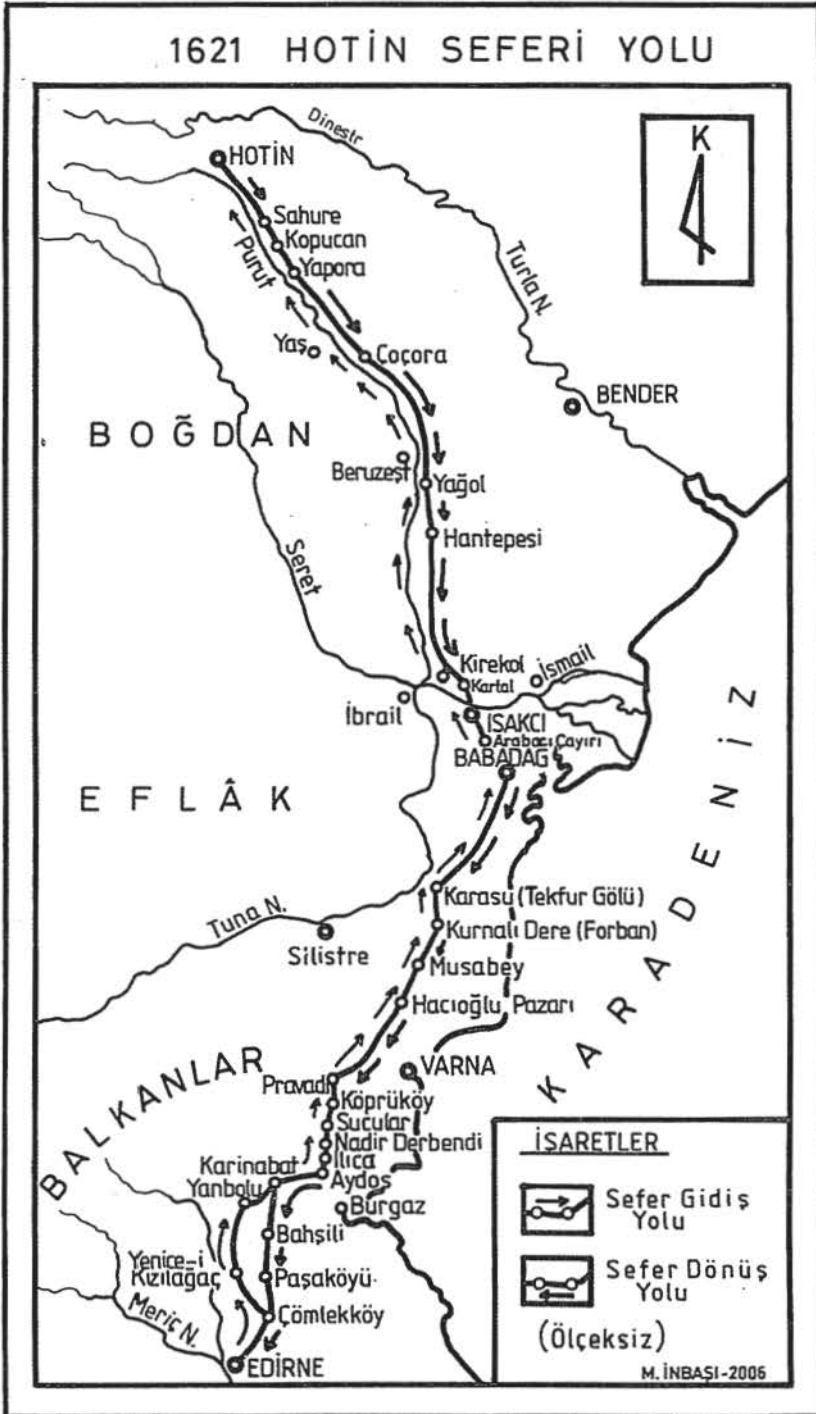 1621 HOTİN SEFERİ YOLU
Dinestr
K
HOTİN
Sahure
Kopucan
Purut
Yapora
Turla N.
Yaş
Coçora
BENDER
BOĞDAN
Beruzeşt
Yağol
Hantepesi
Seret
Kirekol
İsmail
Kartal
İbrail
ISAKCI
Arabacı Çayırı
BABADAĞ
EFLÂK
KARADENİZ
Karasu (Tekfur Gölü)
Tuna N.
Kurnalı Dere (Forban)
Silistre
Musabey
Hacıoğlu Pazarı
VARNA
BALKANLAR
Pravadi
Köprüköy
Sucular
Nadir Derbendi
Ilıca
Karinabat
Aydos
Yanbolu
Burgaz
Bahşili
Yenice-i
Kızılağaç
Paşaköyü
Meriç N.
Çömlekköy
EDİRNE
İŞARETLER
Sefer Gidiş
Yolu
Sefer Dönüş
Yolu
(Ölçeksiz)
M. İNBAŞI-2006